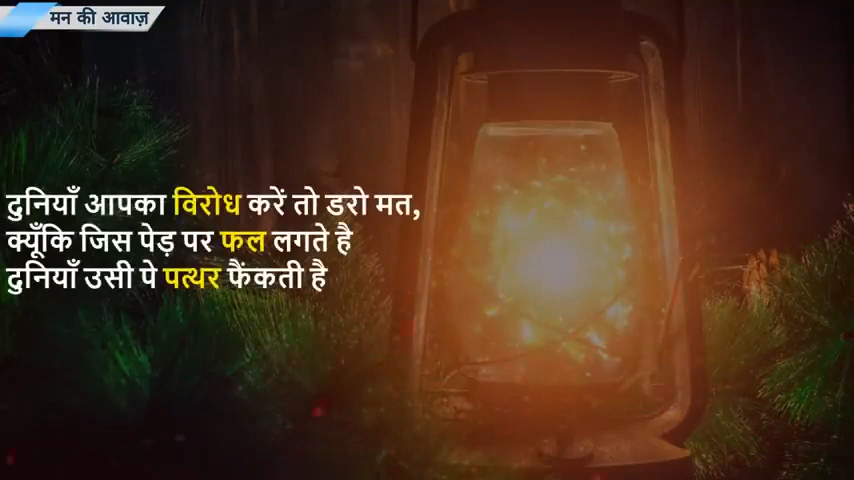 मन की आवाज़
दुनियाँ आपका विरोध करें तो डरो मत,
क्यूँकि जिस पेड़ पर फल लगते है
दुनियाँ उसी पे पत्थर फैंकती है